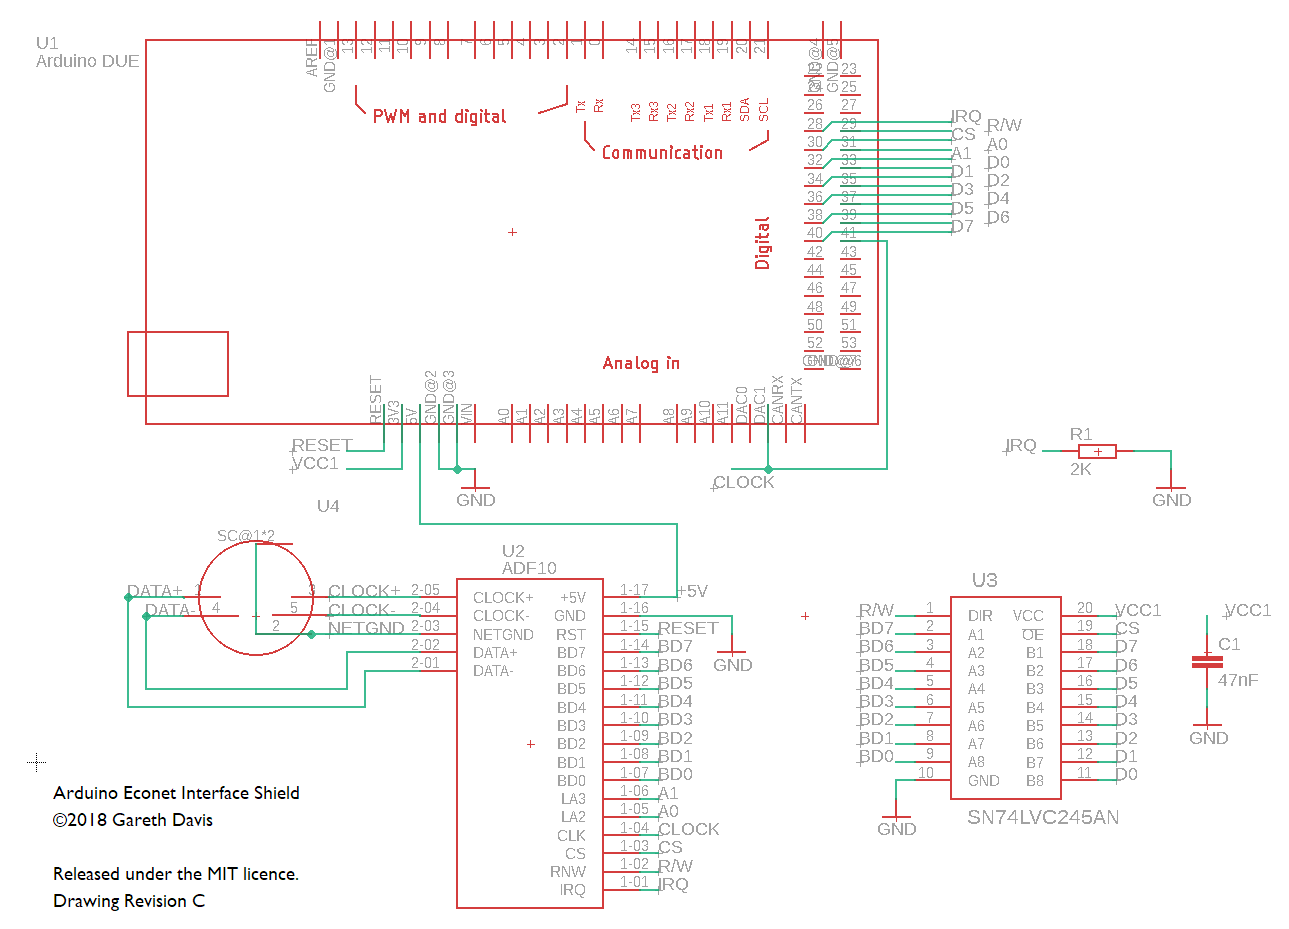 U1
Arduino DUE
AREF
GND@1
13
12
11
10
9
8
7
6
5
4
3
2
1
0
14
15
16
17
18
19
20
21
GND@4
GND@5
PWM and digital
Tx
Rx
Tx3
Rx3
Tx2
Rx2
Tx1
Rx1
SDA
SCL
Communication
Digital
Analog in
23
25
26 27
28 29
30 31
32 33
34 35
36 37
38 39
40 41
42 43
44 45
46 47
48 49
50 51
52 53
IRQ
R/W
CS
A0
A1
D0
D1
D2
D3
D4
D5
D6
D7
RESET
3V3
5V
GND@2
GND@3
VIN
A0
A1
A2
A3
A4
A5
A6
A7
A8
A9
A10
A11
DAC0
DAC1
CANRX
CANTX
RESET
VCC1
GND
CLOCK
IRQ
R1
2K
GND
U4
SC@1*2
DATA+
1
DATA-
4
3
CLOCK+
5
CLOCK-
2
NETGND
U2
ADF10
2-05 CLOCK+ +5V 1-17 +5V
2-04 CLOCK- GND 1-16
2-03 NETGND RST 1-15 RESET
2-02 DATA+ BD7 1-14 BD7
2-01 DATA- BD6 1-13 BD6
BD5 1-12 BD5
BD4 1-11 BD4
BD3 1-10 BD3
BD2 1-09 BD2
BD1 1-08 BD1
BD0 1-07 BD0
LA3 1-06 A1
LA2 1-05 A0
CLK 1-04 CLOCK
CS 1-03 CS
RNW 1-02 R/W
IRQ 1-01 IRQ
GND
U3
R/W 1 DIR VCC 20 VCC1
BD7 2 A1 OE 19 CS
BD6 3 A2 B1 18 D7
BD5 4 A3 B2 17 D6
BD4 5 A4 B3 16 D5
BD3 6 A5 B4 15 D4
BD2 7 A6 B5 14 D3
BD1 8 A7 B6 13 D2
BD0 9 A8 B7 12 D1
10 GND B8 11 D0
GND
SN74LVC245AN
VCC1
C1
47nF
GND
Arduino Econet Interface Shield
©2018 Gareth Davis
Released under the MIT licence.
Drawing Revision C